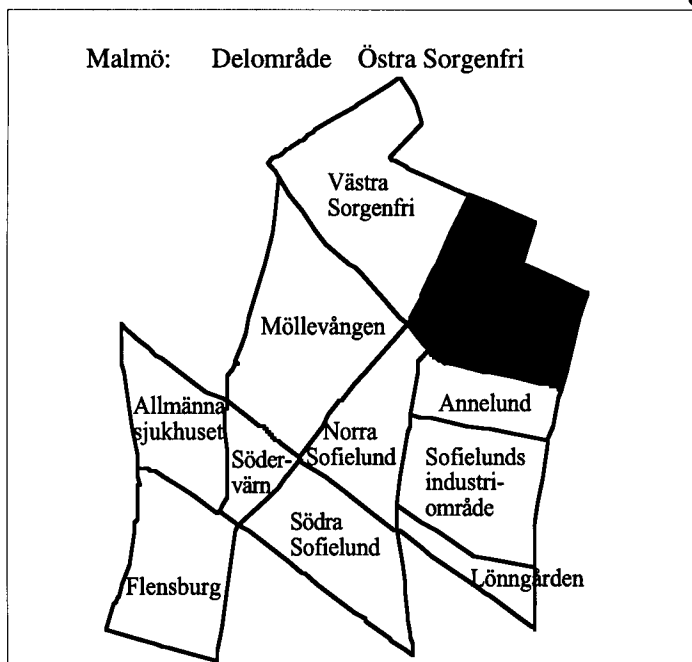 Malmö: Delområde Östra Sorgenfri
Västra
Sorgenfri
Möllevången
Allmänna
sjukhuset
Söder-
värn
Norra
Sofielund
Annelund
Sofielunds
industri-
område
Södra
Sofielund
Flensburg
Lönngården